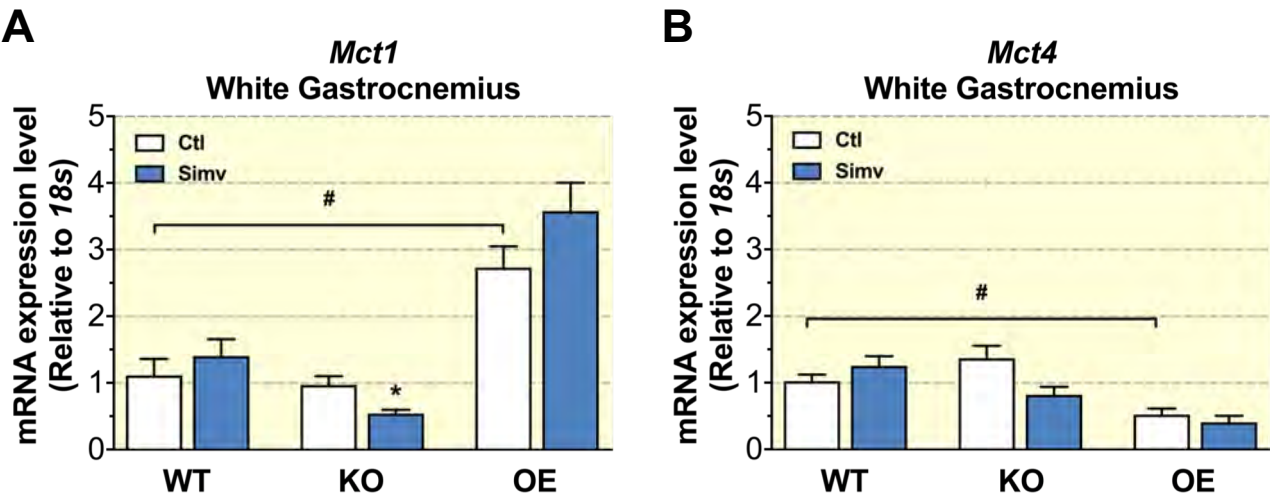 A
Mct1
White Gastrocnemius
mRNA expression level
(Relative to 18s)
5
4
3
2
1
0
Ctl
Simv
#
*
WT KO OE
B
Mct4
White Gastrocnemius
mRNA expression level
(Relative to 18s)
5
4
3
2
1
0
Ctl
Simv
#
WT KO OE